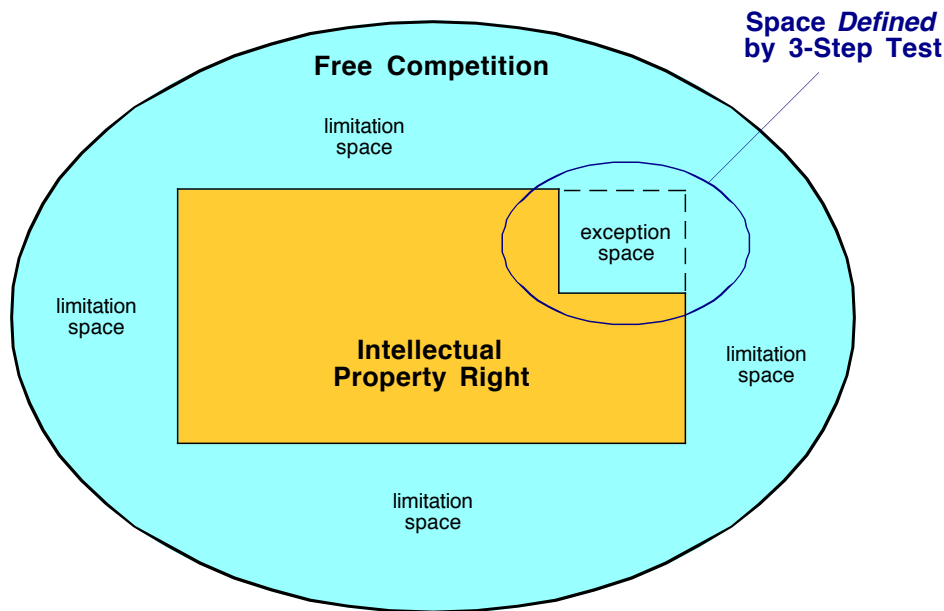 Space Defined
by 3-Step Test
Free Competition
limitation
space
exception
space
limitation
space
Intellectual
Property Right
limitation
space
limitation
space